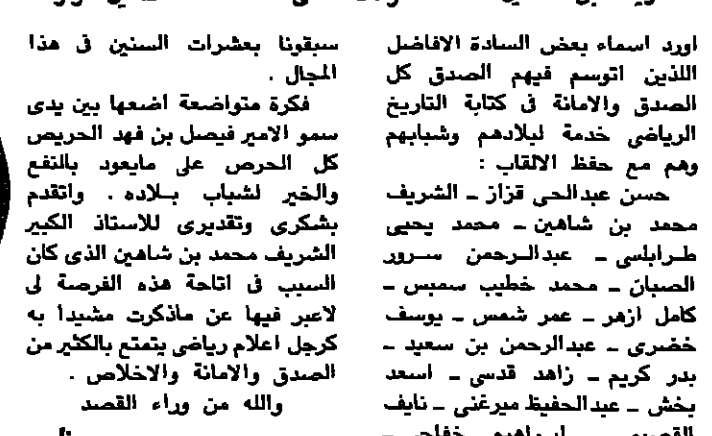 اورد اسماء بعض السادة الافاضل
اللذين اتوسم فيهم الصدق كل
الصدق والامانة فى كتابة التاريخ
الرياضى خدمة لبلادهم وشبابهم
وهم مع حفظ الالقاب :
حسن عبدالحى قزاز ـ الشريف
محمد بن شاهين ـ محمد يحيى
طرابلسى ـ عبدالرحمن سرور
الصبان ـ محمد خطيب سمبس ـ
كامل ازهر ـ عمر شمس ـ يوسف
خضرى ـ عبدالرحمن بن سعيد ـ
بدر كريم ـ زاهد قدسى ـ اسعد
بخش ـ عبدالحفيظ ميرغنى ـ نايف
سبقونا بعشرات السنين فى هذا
المجال .
فكرة متواضعة اضعها بين يدى
سمو الامير فيصل بن فهد الحريص
كل الحرص على مايعود بالنفع
والخير لشباب بلاده . واتقدم
بشكرى وتقديرى للاستاذ الكبير
الشريف محمد بن شاهين الذى كان
السبب فى اتاحة هذه الفرصة لى
لاعبر فيها عن ماذكرت مشيدا به
كرجل اعلام رياضى يتمتع بالكثير من
الصدق والامانة والاخلاص .
والله من وراء القصد